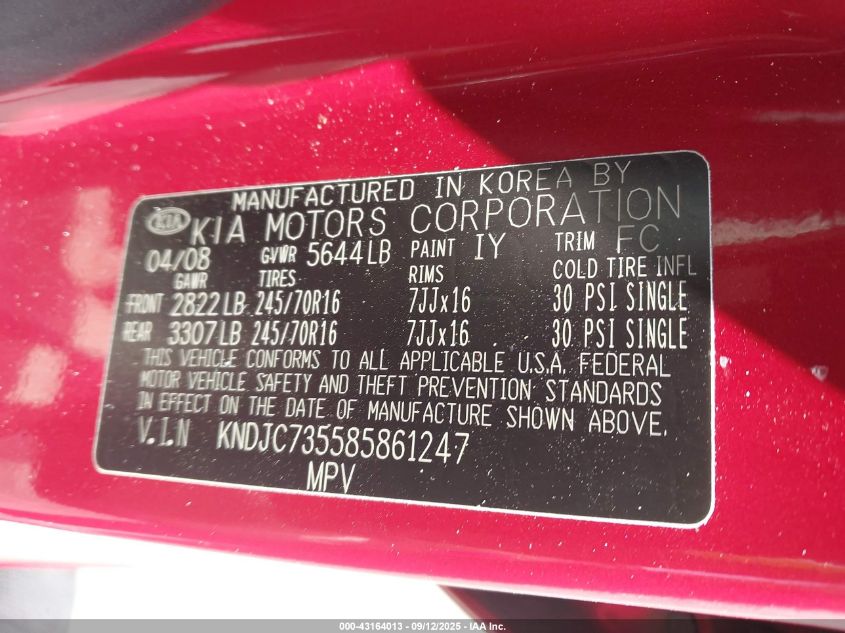 MANUFACTURED IN KOREA BY
KIA KIA MOTORS CORPORATION
04/08 GVWR 5644LB PAINT IY TRIM FC
GAWR TIRES RIMS COLD TIRE INFL
FRONT 2822LB 245/70R16 7JJx16 30 PSI SINGLE
REAR 3307LB 245/70R16 7JJx16 30 PSI SINGLE
THIS VEHICLE CONFORMS TO ALL APPLICABLE U.S.A. FEDERAL
MOTOR VEHICLE SAFETY AND THEFT PREVENTION STANDARDS
IN EFFECT ON THE DATE OF MANUFACTURE SHOWN ABOVE.
V.I.N KNDJC735585861247
MPV
000-43164013 - 09/12/2025 - IAA Inc.